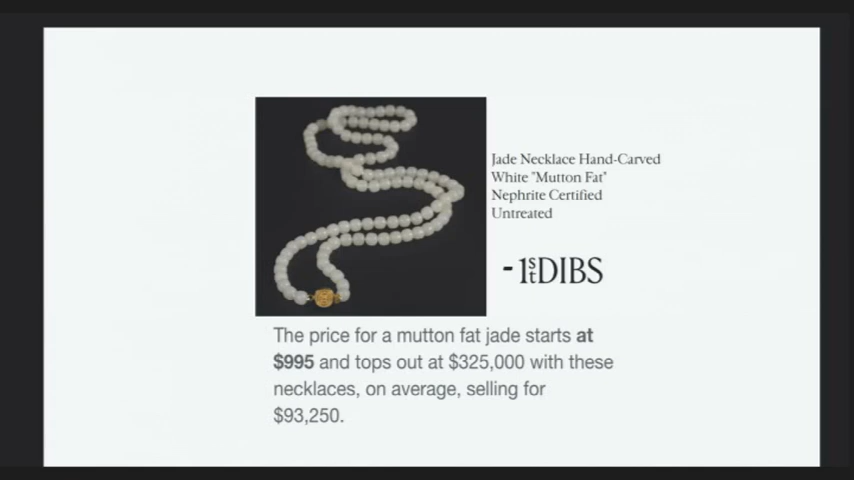 Jade Necklace Hand-Carved
White "Mutton Fat"
Nephrite Certified
Untreated
-1stDIBS
The price for a mutton fat jade starts at
$995 and tops out at $325,000 with these
necklaces, on average, selling for
$93,250.